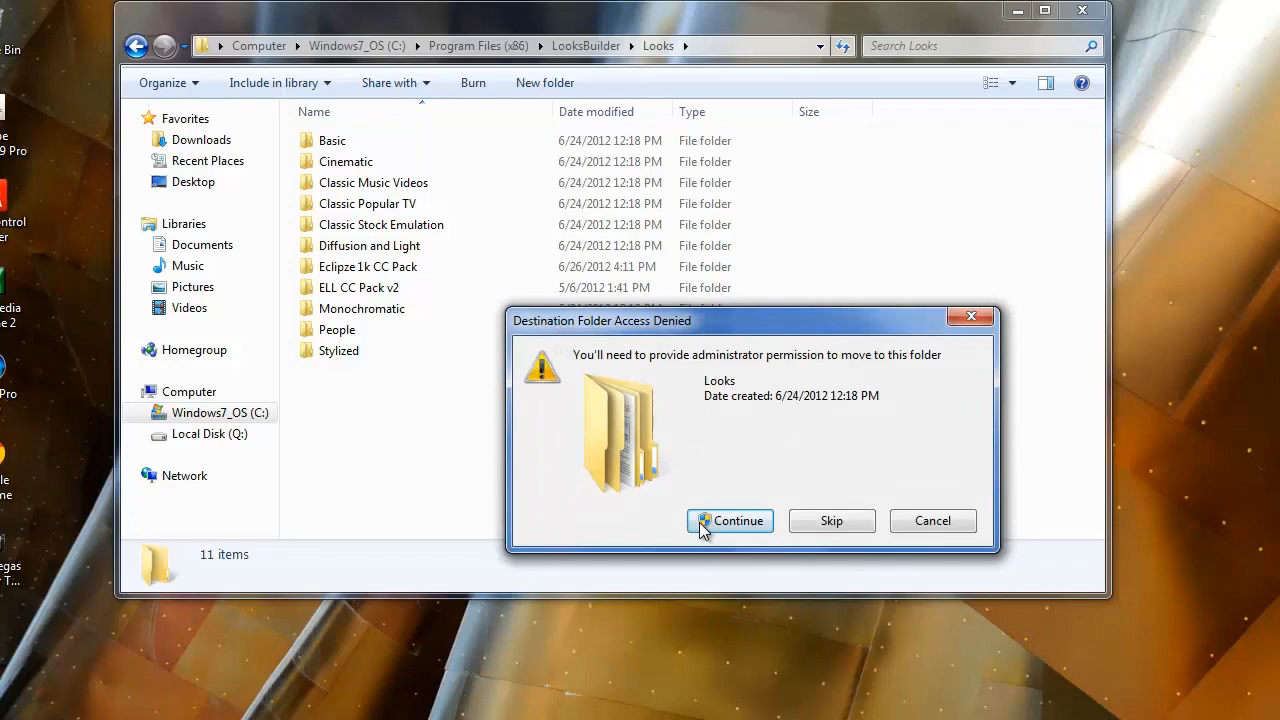 Computer Windows7_OS (C:) Program Files (x86) LooksBuilder Looks
Search Looks
Organize Include in library Share with Burn New folder
Name Date modified Type Size
Favorites
Downloads
Recent Places
Desktop
Libraries
Documents
Music
Pictures
Videos
Homegroup
Computer
Windows7_OS (C:)
Local Disk (Q:)
Network
Basic 6/24/2012 12:18 PM File folder
Cinematic 6/24/2012 12:18 PM File folder
Classic Music Videos 6/24/2012 12:18 PM File folder
Classic Popular TV 6/24/2012 12:18 PM File folder
Classic Stock Emulation 6/24/2012 12:18 PM File folder
Diffusion and Light 6/24/2012 12:18 PM File folder
Eclipze 1k CC Pack 6/26/2012 4:11 PM File folder
ELL CC Pack v2 5/6/2012 1:41 PM File folder
Monochromatic
People
Stylized
11 items
Destination Folder Access Denied
You'll need to provide administrator permission to move to this folder
Looks
Date created: 6/24/2012 12:18 PM
Continue Skip Cancel
Bin
9 Pro